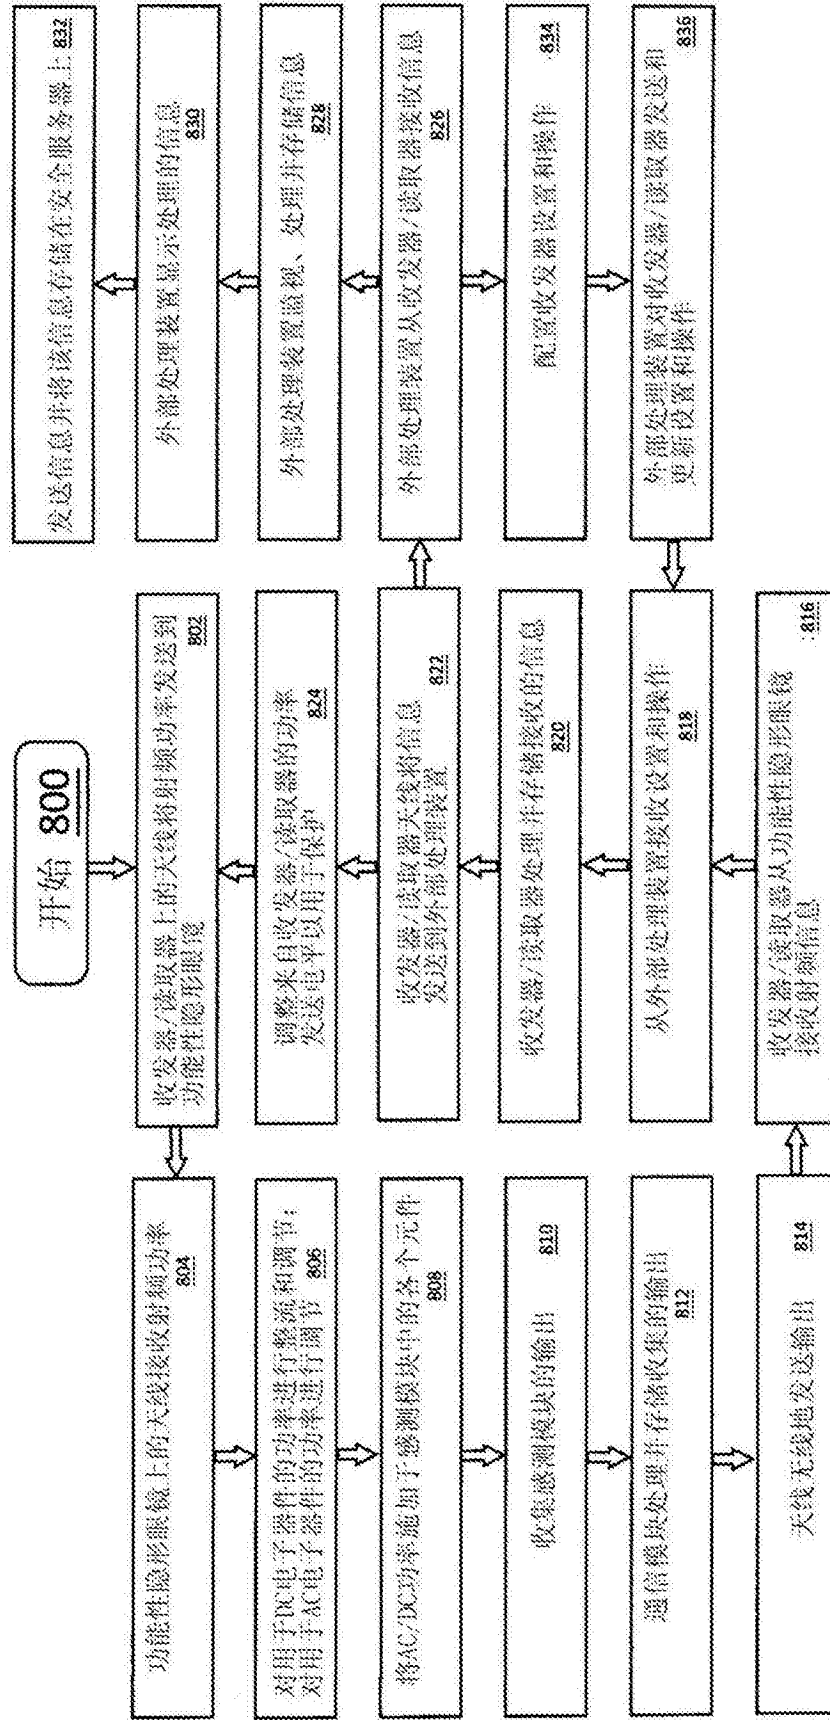 开始 800
收发器/读取器上的天线将射频功率发送到
功能性隐形眼镜
802
功能性隐形眼镜上的天线接收射频功率
804
对用于DC电子器件的功率进行整流和调节；
对用于AC电子器件的功率进行调节
806
将AC/DC功率施加于感测模块中的各个元件
808
收集感测模块的输出
810
通信模块处理并存储收集的输出
812
天线无线地发送输出
814
收发器/读取器从功能性隐形眼镜
接收射频信息
816
从外部处理装置接收设置和操作
818
收发器/读取器处理并存储接收的信息
820
收发器/读取器天线将信息
发送到外部处理装置
822
调整来自收发器/读取器的功率
发送电平以用于保护
824
外部处理装置从收发器/读取器接收信息
826
外部处理装置监视、处理并存储信息
828
外部处理装置显示处理的信息
830
发送信息并将该信息存储在安全服务器上
832
配置收发器设置和操作
834
外部处理装置对收发器/读取器发送和
更新设置和操作
836